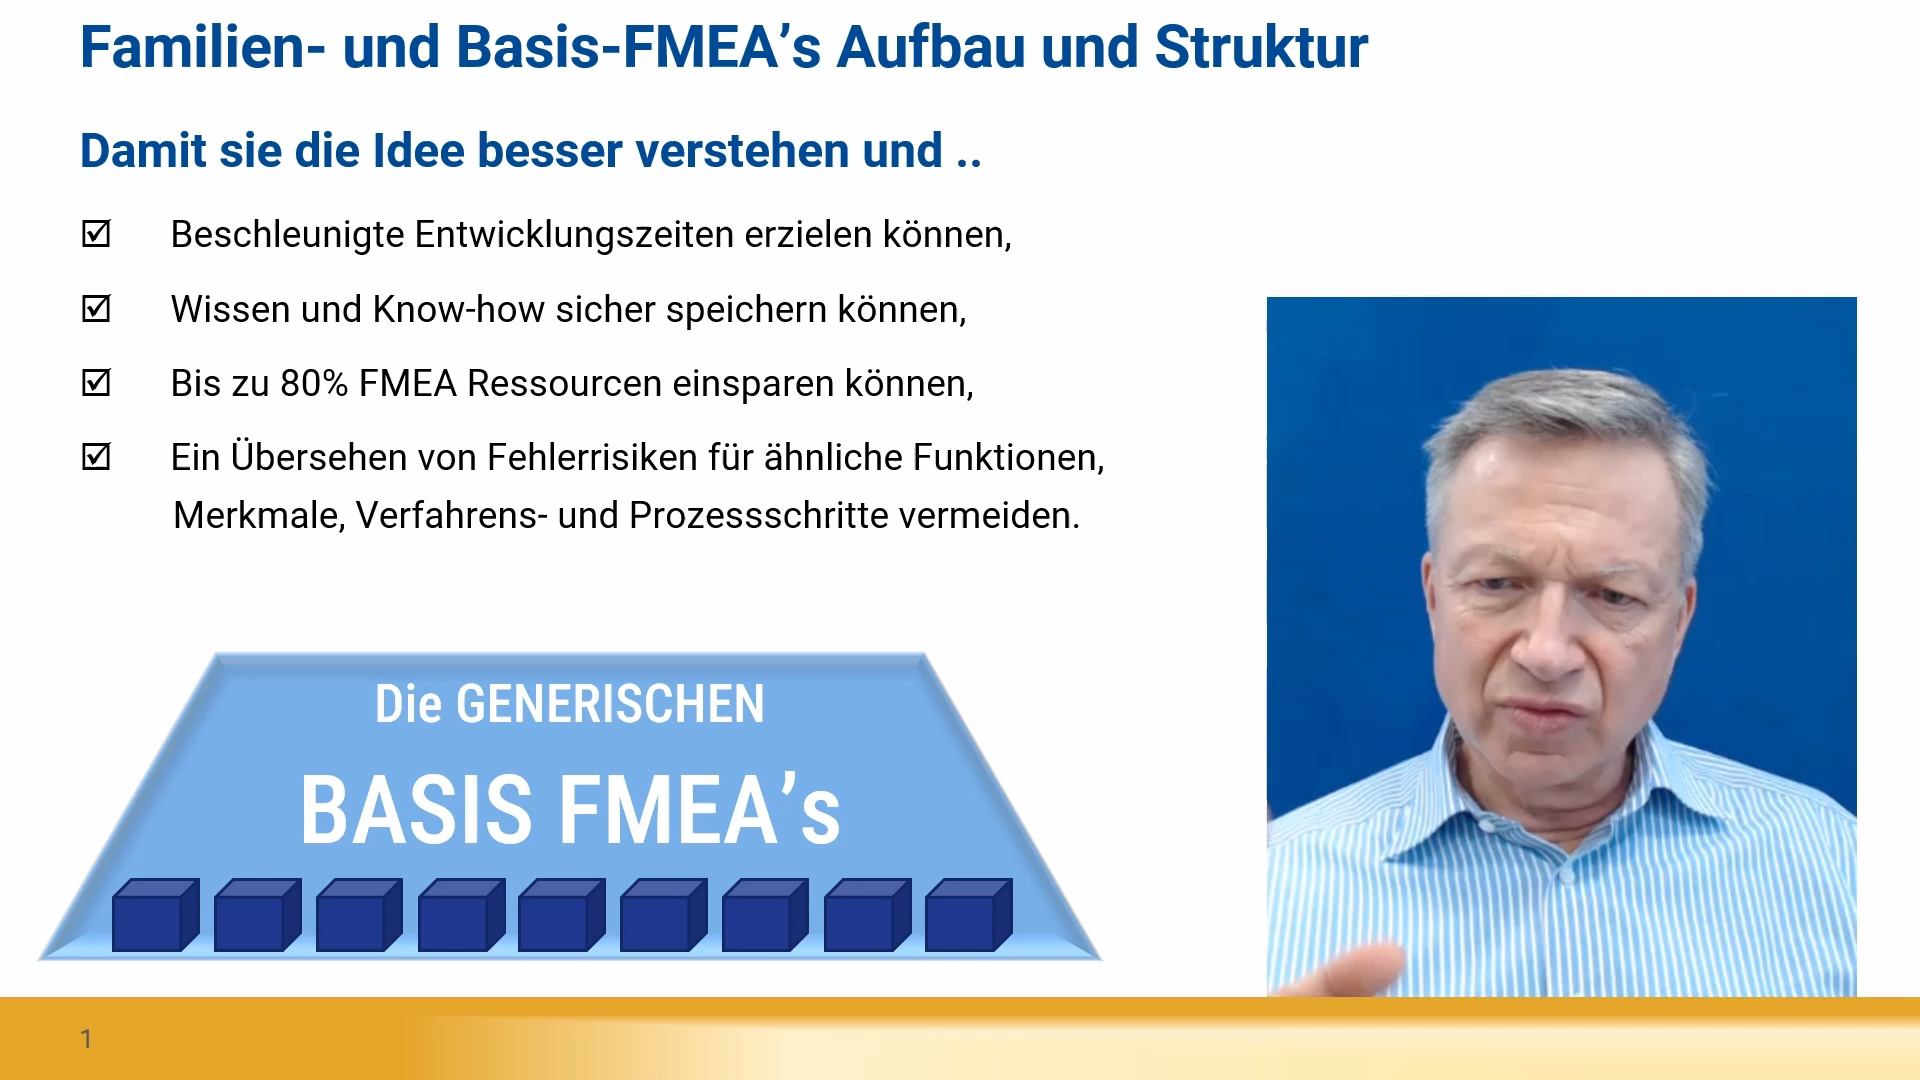 Familien- und Basis-FMEA’s Aufbau und Struktur
Damit sie die Idee besser verstehen und ..
☑ Beschleunigte Entwicklungszeiten erzielen können,
☑ Wissen und Know-how sicher speichern können,
☑ Bis zu 80% FMEA Ressourcen einsparen können,
☑ Ein Übersehen von Fehlerrisiken für ähnliche Funktionen,
Merkmale, Verfahrens- und Prozessschritte vermeiden.
Die GENERISCHEN
BASIS FMEA’s
1